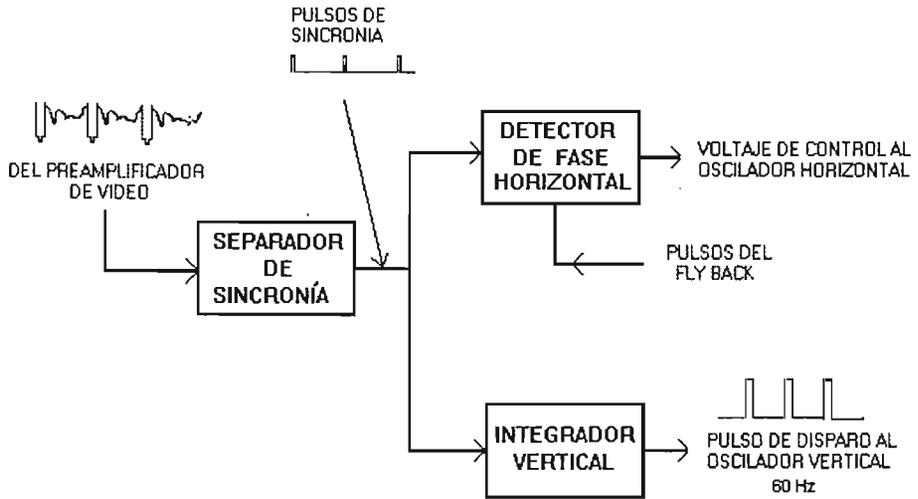 PULSOS DE
SINCRONIA
DEL PREAMPLIFICADOR
DE VIDEO
SEPARADOR
DE
SINCRONÍA
DETECTOR
DE FASE
HORIZONTAL
VOLTAJE DE CONTROL AL
OSCILADOR HORIZONTAL
PULSOS DEL
FLY BACK
INTEGRADOR
VERTICAL
PULSO DE DISPARO AL
OSCILADOR VERTICAL
60 Hz